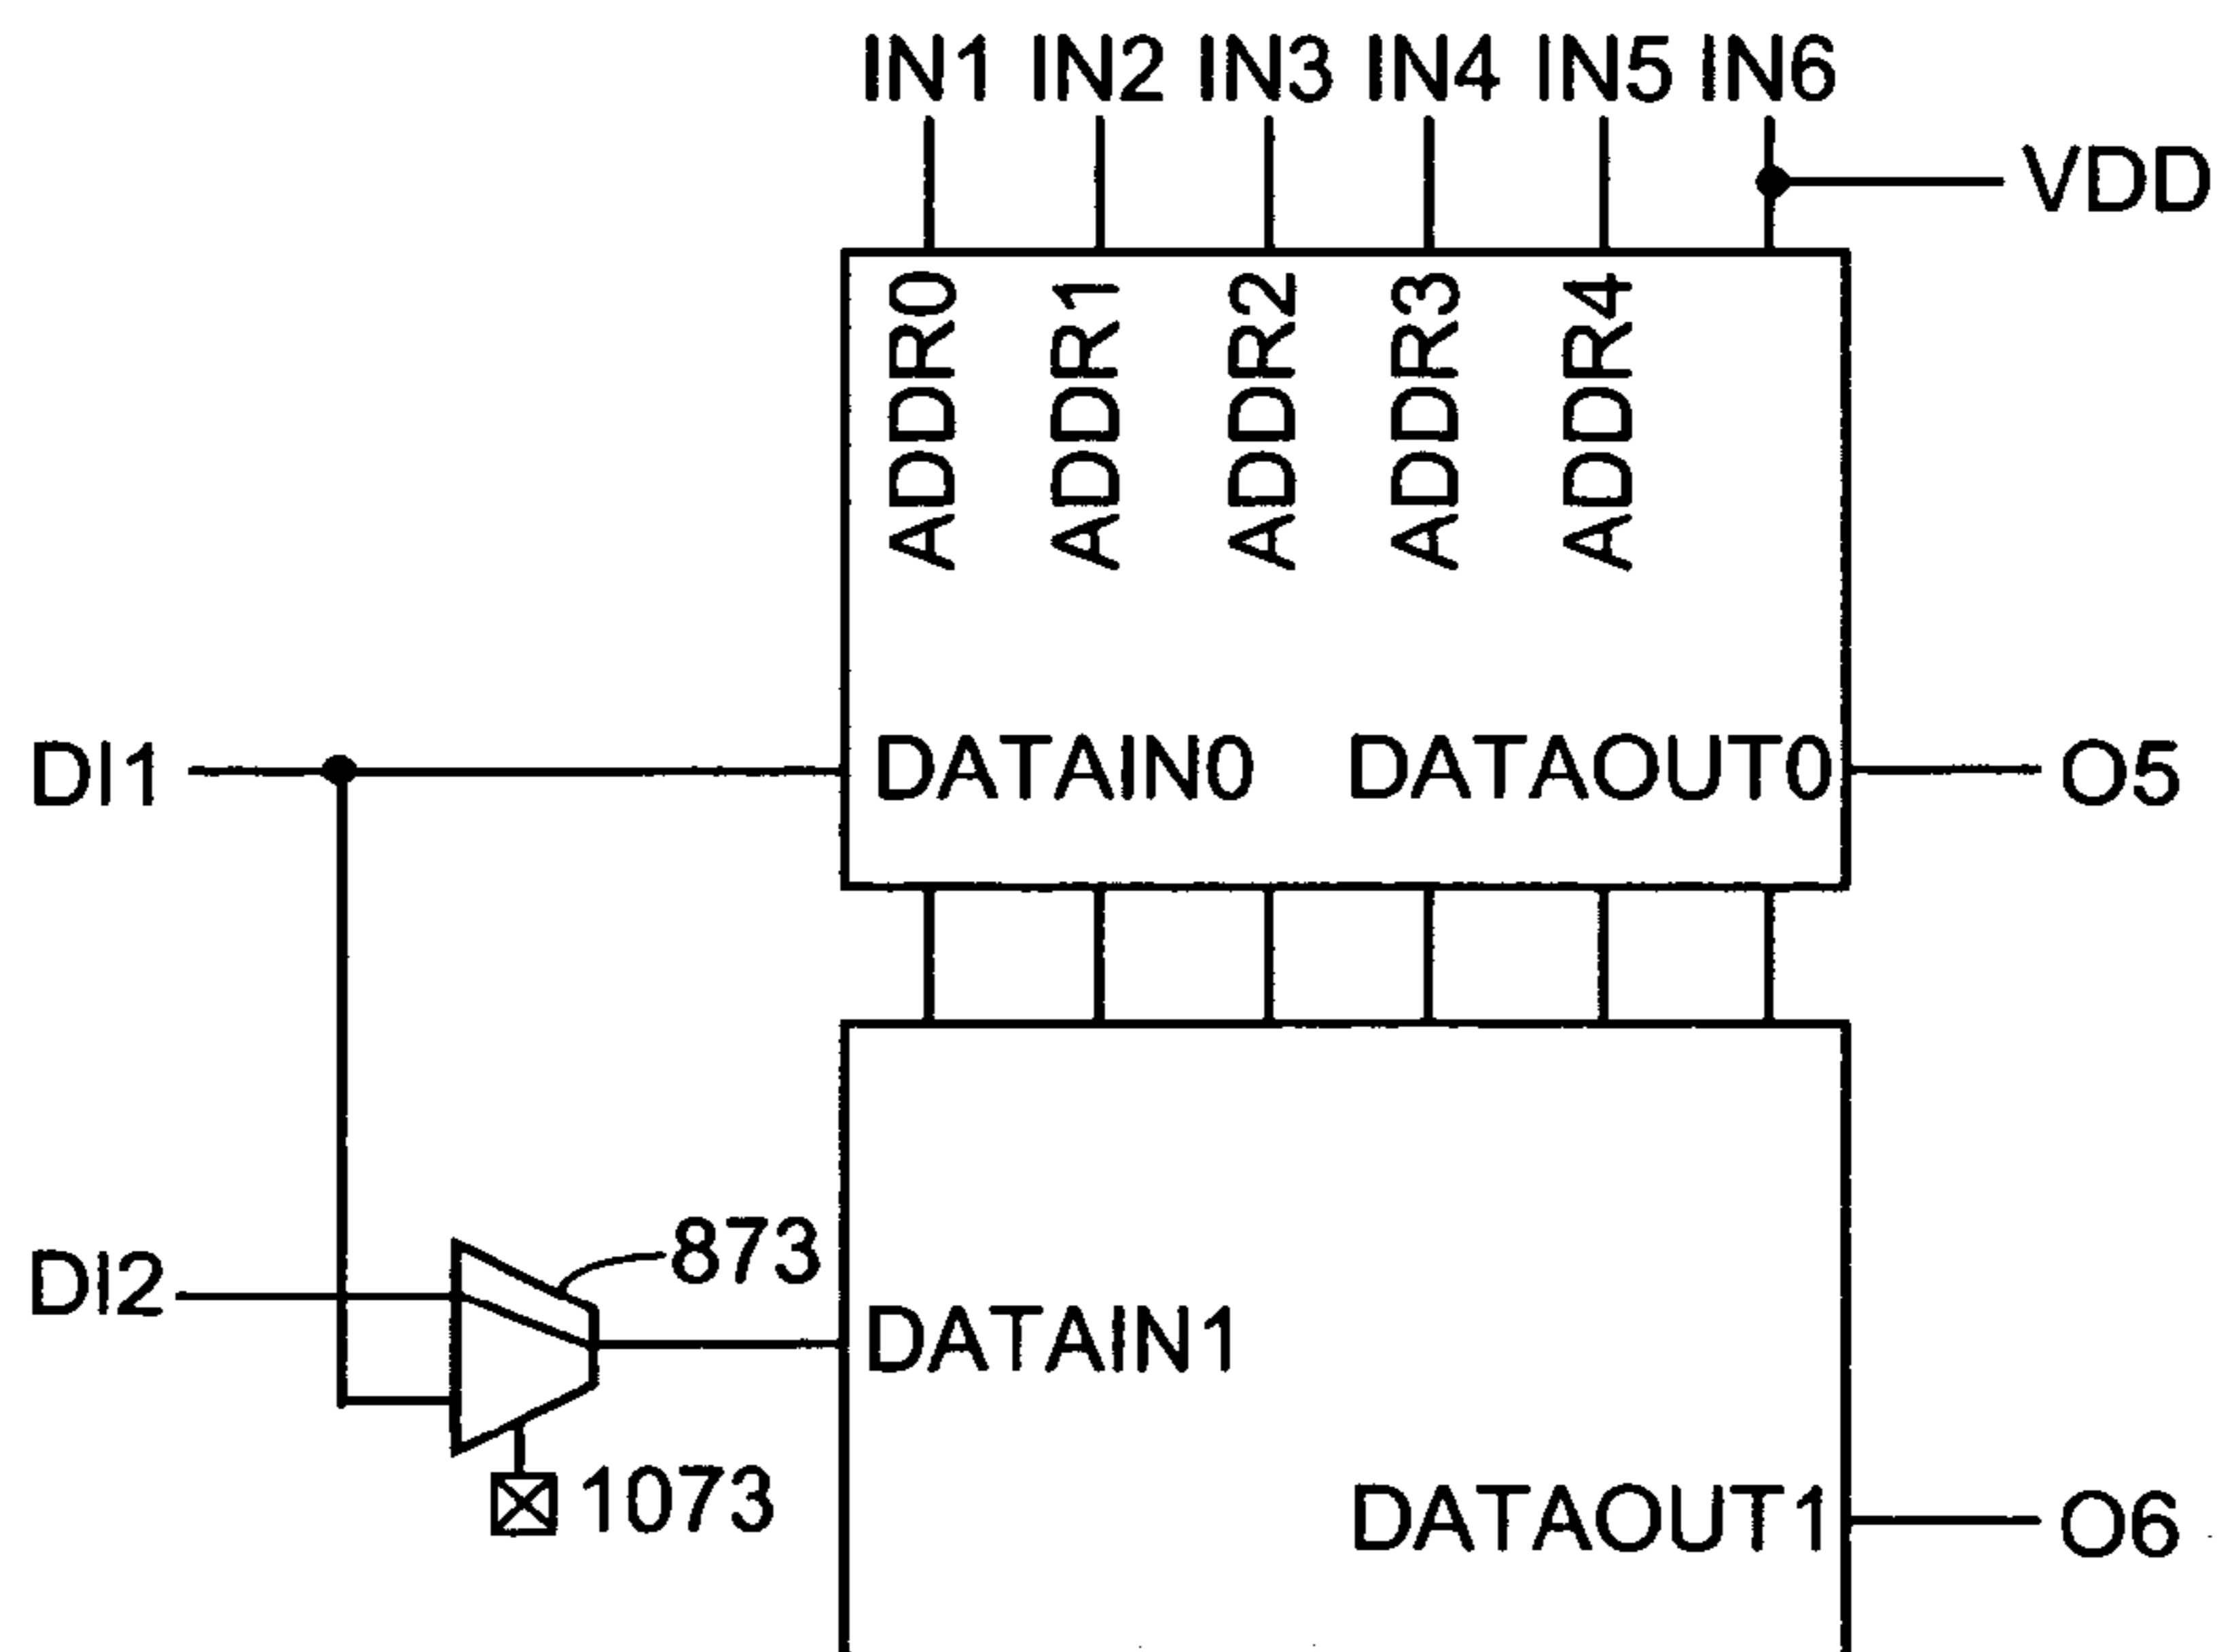 IN1 IN2 IN3 IN4 IN5 IN6
VDD
ADDR0
ADDR1
ADDR2
ADDR3
ADDR4
DI1
DATAIN0
DATAOUT0
O5
873
DI2
DATAIN1
1073
DATAOUT1
O6